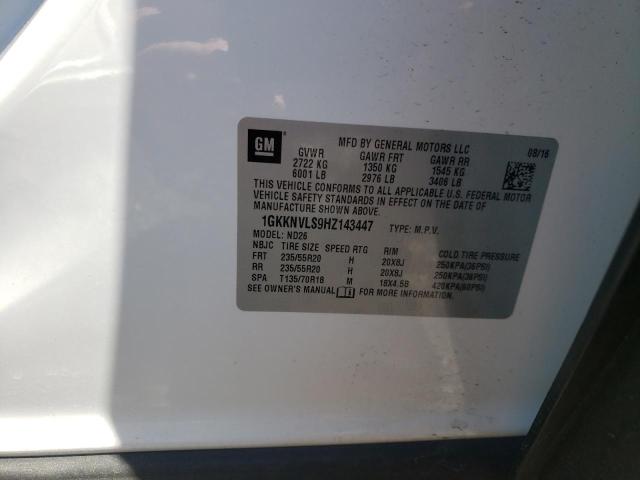 GM
MFD BY GENERAL MOTORS LLC
08/16
GVWR GAWR FRT GAWR RR
2722 KG 1350 KG 1545 KG
6001 LB 2976 LB 3406 LB
THIS VEHICLE CONFORMS TO ALL APPLICABLE U.S. FEDERAL MOTOR
VEHICLE SAFETY STANDARDS IN EFFECT ON THE DATE OF
MANUFACTURE SHOWN ABOVE.
1GKKNVLS9HZ143447 TYPE: M.P.V.
MODEL: ND26
NBJC TIRE SIZE SPEED RTG RIM COLD TIRE PRESSURE
FRT 235/55R20 H 20X8J 250KPA(36PSI)
RR 235/55R20 H 20X8J 250KPA(36PSI)
SPA T135/70R18 M 18X4.5B 420KPA(60PSI)
SEE OWNER'S MANUAL FOR MORE INFORMATION.